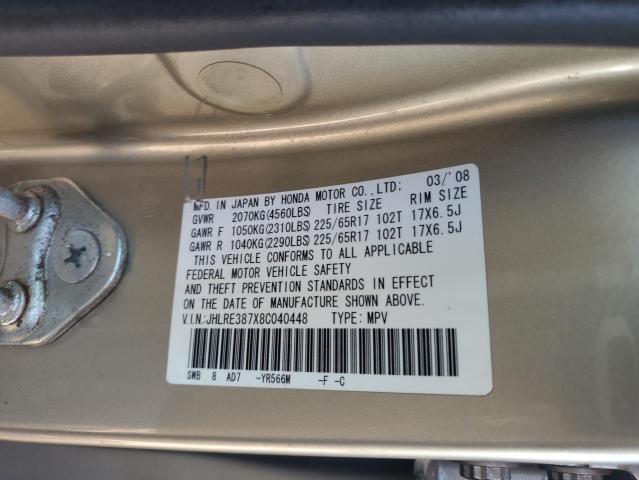 MFD. IN JAPAN BY HONDA MOTOR CO.,LTD; 03/'08
GVWR 2070KG(4560LBS) TIRE SIZE RIM SIZE
GAWR F 1050KG(2310LBS) 225/65R17 102T 17X6.5J
GAWR R 1040KG(2290LBS) 225/65R17 102T 17X6.5J
THIS VEHICLE CONFORMS TO ALL APPLICABLE
FEDERAL MOTOR VEHICLE SAFETY
AND THEFT PREVENTION STANDARDS IN EFFECT
ON THE DATE OF MANUFACTURE SHOWN ABOVE.
V.I.N.:JHLRE387X8C040448 TYPE: MPV
SWB 8 AD7 -YR566M -F -C